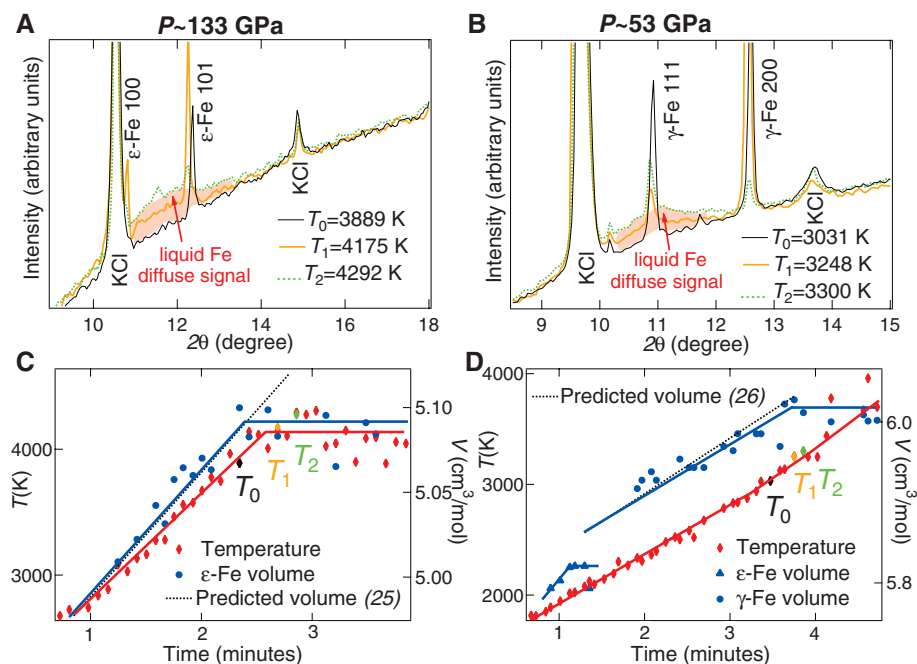 A
P~133 GPa
Intensity (arbitrary units)
KCl
ε-Fe 100
ε-Fe 101
KCl
liquid Fe
diffuse signal
T0=3889 K
T1=4175 K
T2=4292 K
10 12 14 16 18
2θ (degree)
B
P~53 GPa
Intensity (arbitrary units)
KCl
γ-Fe 111
γ-Fe 200
KCl
liquid Fe
diffuse signal
T0=3031 K
T1=3248 K
T2=3300 K
9 10 11 12 13 14 15
2θ (degree)
C
T(K)
4000
3000
2000
5.10
5.05
5.00
V (cm3/mol)
T0
T1
T2
Temperature
ε-Fe volume
Predicted volume (25)
1 2 3
Time (minutes)
D
T(K)
4000
3000
2000
6.0
5.8
V (cm3/mol)
Predicted volume (26)
T0
T1
T2
Temperature
ε-Fe volume
γ-Fe volume
1 2 3 4
Time (minutes)